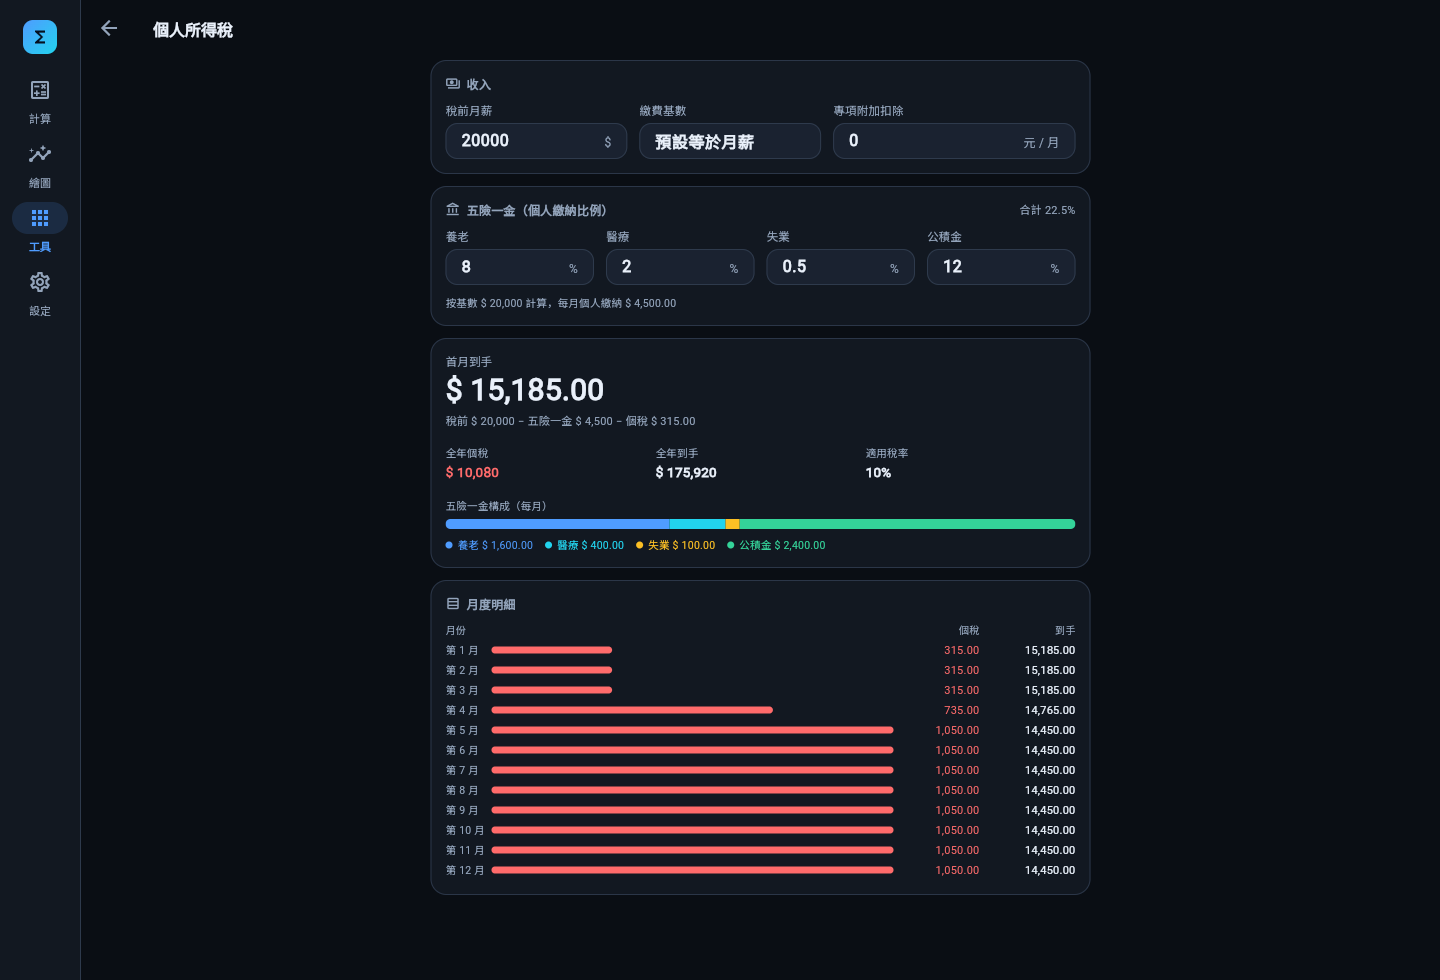 Σ
個人所得稅
計算
繪圖
工具
設定
收入
稅前月薪 繳費基數 專項附加扣除
20000 $ 預設等於月薪 0 元 / 月
五險一金（個人繳納比例） 合計 22.5%
養老 醫療 失業 公積金
8 % 2 % 0.5 % 12 %
按基數 $ 20,000 計算，每月個人繳納 $ 4,500.00
首月到手
$ 15,185.00
稅前 $ 20,000 − 五險一金 $ 4,500 − 個稅 $ 315.00
全年個稅 全年到手 適用稅率
$ 10,080 $ 175,920 10%
五險一金構成（每月）
養老 $ 1,600.00 醫療 $ 400.00 失業 $ 100.00 公積金 $ 2,400.00
月度明細
月份 個稅 到手
第 1 月 315.00 15,185.00
第 2 月 315.00 15,185.00
第 3 月 315.00 15,185.00
第 4 月 735.00 14,765.00
第 5 月 1,050.00 14,450.00
第 6 月 1,050.00 14,450.00
第 7 月 1,050.00 14,450.00
第 8 月 1,050.00 14,450.00
第 9 月 1,050.00 14,450.00
第 10 月 1,050.00 14,450.00
第 11 月 1,050.00 14,450.00
第 12 月 1,050.00 14,450.00